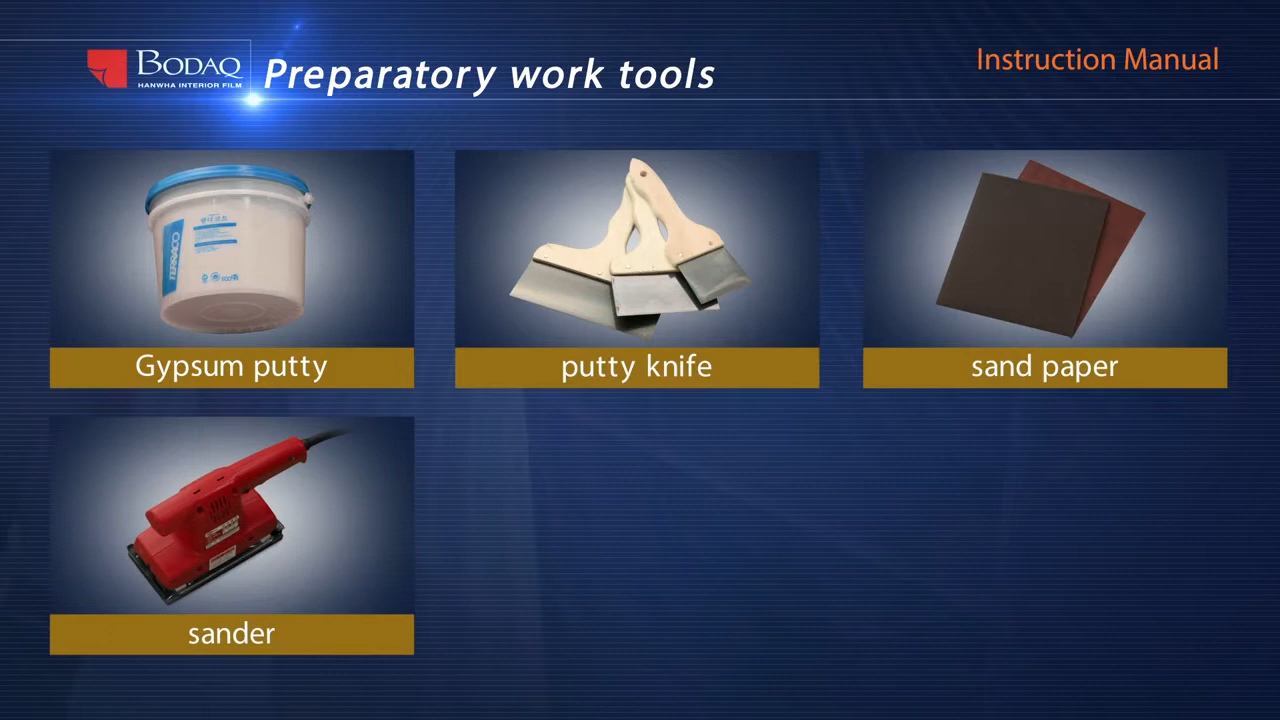 BODAQ
HANWHA INTERIOR FILM
Preparatory work tools
Instruction Manual
TERRACO
Gypsum putty
putty knife
sand paper
sander